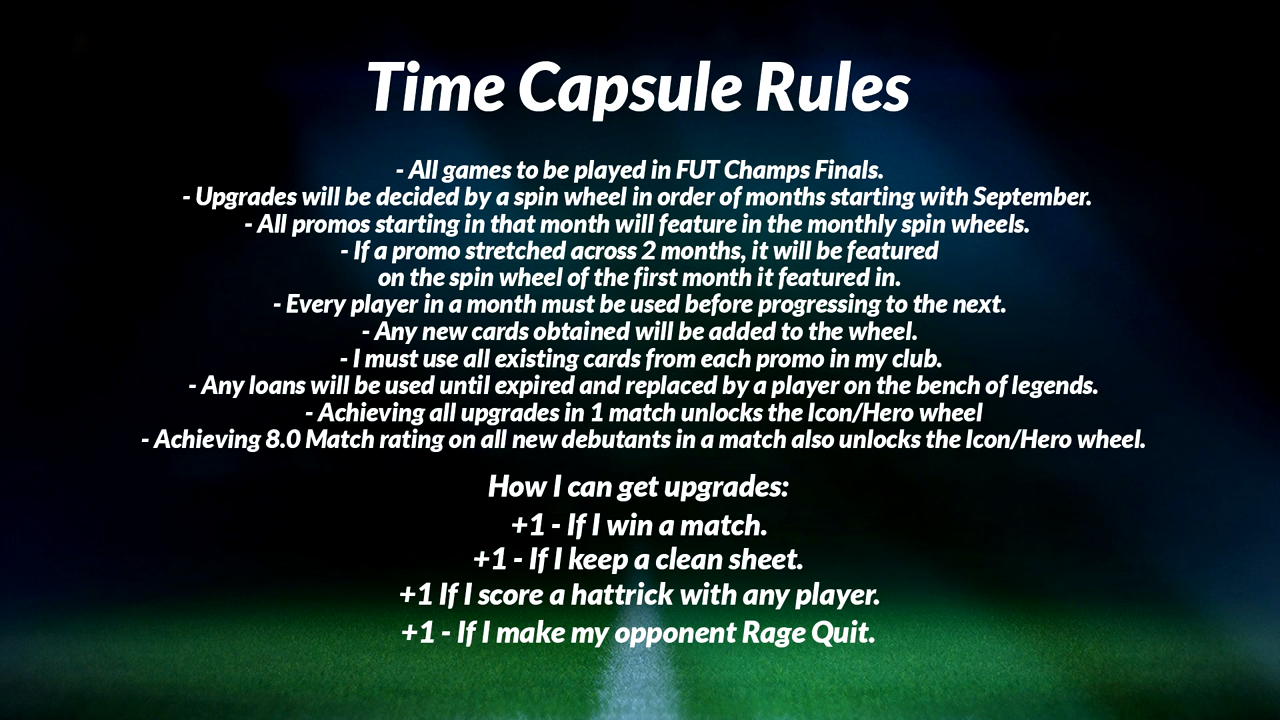 Time Capsule Rules
- All games to be played in FUT Champs Finals.
- Upgrades will be decided by a spin wheel in order of months starting with September.
- All promos starting in that month will feature in the monthly spin wheels.
- If a promo stretched across 2 months, it will be featured
on the spin wheel of the first month it featured in.
- Every player in a month must be used before progressing to the next.
- Any new cards obtained will be added to the wheel.
- I must use all existing cards from each promo in my club.
- Any loans will be used until expired and replaced by a player on the bench of legends.
- Achieving all upgrades in 1 match unlocks the Icon/Hero wheel
- Achieving 8.0 Match rating on all new debutants in a match also unlocks the Icon/Hero wheel.
How I can get upgrades:
+1 - If I win a match.
+1 - If I keep a clean sheet.
+1 If I score a hattrick with any player.
+1 - If I make my opponent Rage Quit.